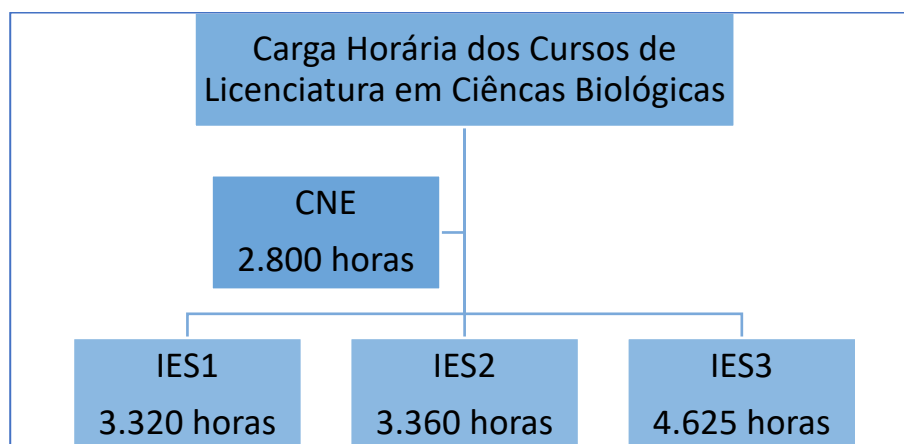 Carga Horária dos Cursos de
Licenciatura em Ciêncas Biológicas
CNE
2.800 horas
IES1
3.320 horas
IES2
3.360 horas
IES3
4.625 horas